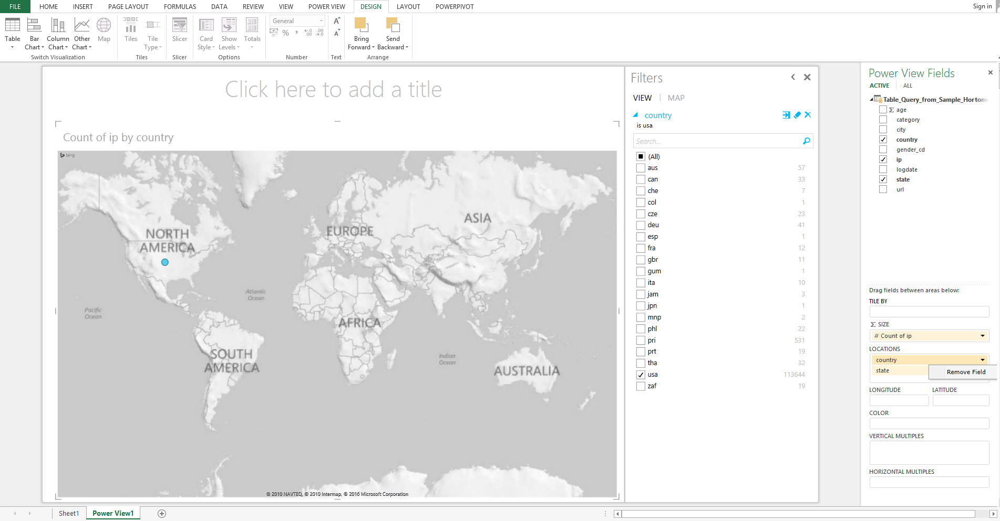 FILE HOME INSERT PAGE LAYOUT FORMULAS DATA REVIEW VIEW POWER VIEW DESIGN LAYOUT POWERPIVOT Sign in
Table Bar Chart Column Chart Other Chart Map
Switch Visualization
Tiles Tile Type
Tiles
Slicer
Slicer
Card Style Show Levels Totals
Options
General
% , .00 .00
Number
A A
Text
Bring Forward Send Backward
Arrange
Click here to add a title
Count of ip by country
bing
NORTH
AMERICA
EUROPE
ASIA
Atlantic
Ocean
Pacific
Ocean
AFRICA
SOUTH
AMERICA
Indian
Ocean
AUSTRALIA
© 2010 NAVTEQ, © 2010 Intermap, © 2016 Microsoft Corporation
Filters
VIEW MAP
country
is usa
Search...
(All)
aus 57
can 33
che 7
col 1
cze 23
deu 41
esp 1
fra 12
gbr 11
gum 1
ita 10
jam 3
jpn 1
mnp 2
phl 22
pri 531
prt 19
tha 32
usa 113644
zaf 19
Power View Fields
ACTIVE ALL
Table_Query_from_Sample_Horton
Σ age
category
city
country
gender_cd
ip
logdate
state
url
Drag fields between areas below:
TILE BY
Σ SIZE
# Count of ip
LOCATIONS
country
state
Remove Field
LONGITUDE LATITUDE
COLOR
VERTICAL MULTIPLES
HORIZONTAL MULTIPLES
Sheet1 Power View1